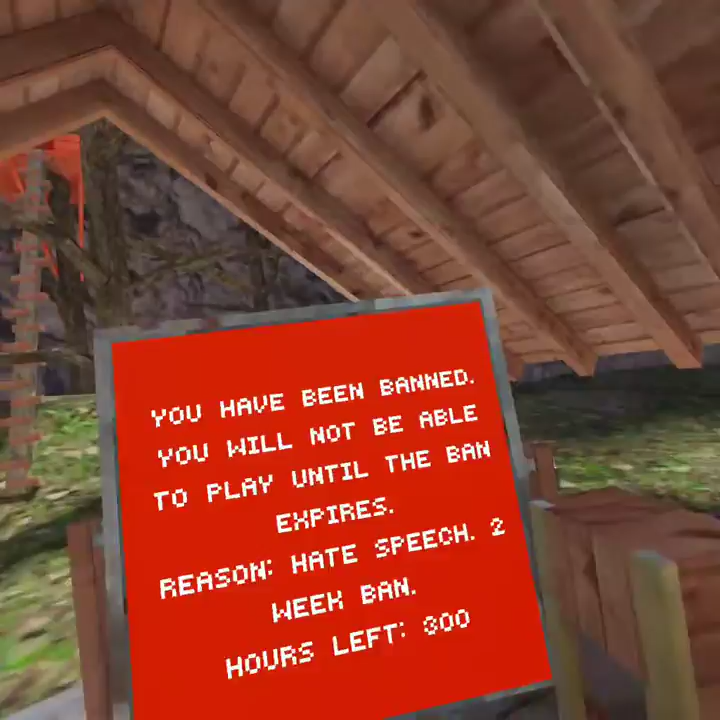 YOU HAVE BEEN BANNED.
YOU WILL NOT BE ABLE
TO PLAY UNTIL THE BAN
EXPIRES.
REASON: HATE SPEECH. 2
WEEK BAN.
HOURS LEFT: 300